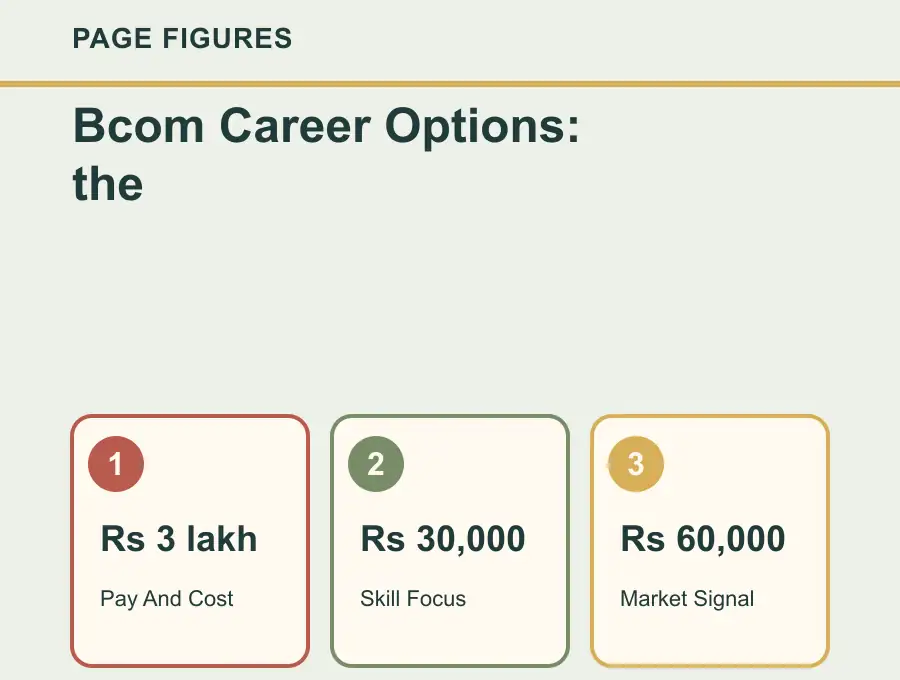 PAGE FIGURES
Bcom Career Options:
the
1
Rs 3 lakh
Pay And Cost
2
Rs 30,000
Skill Focus
3
Rs 60,000
Market Signal